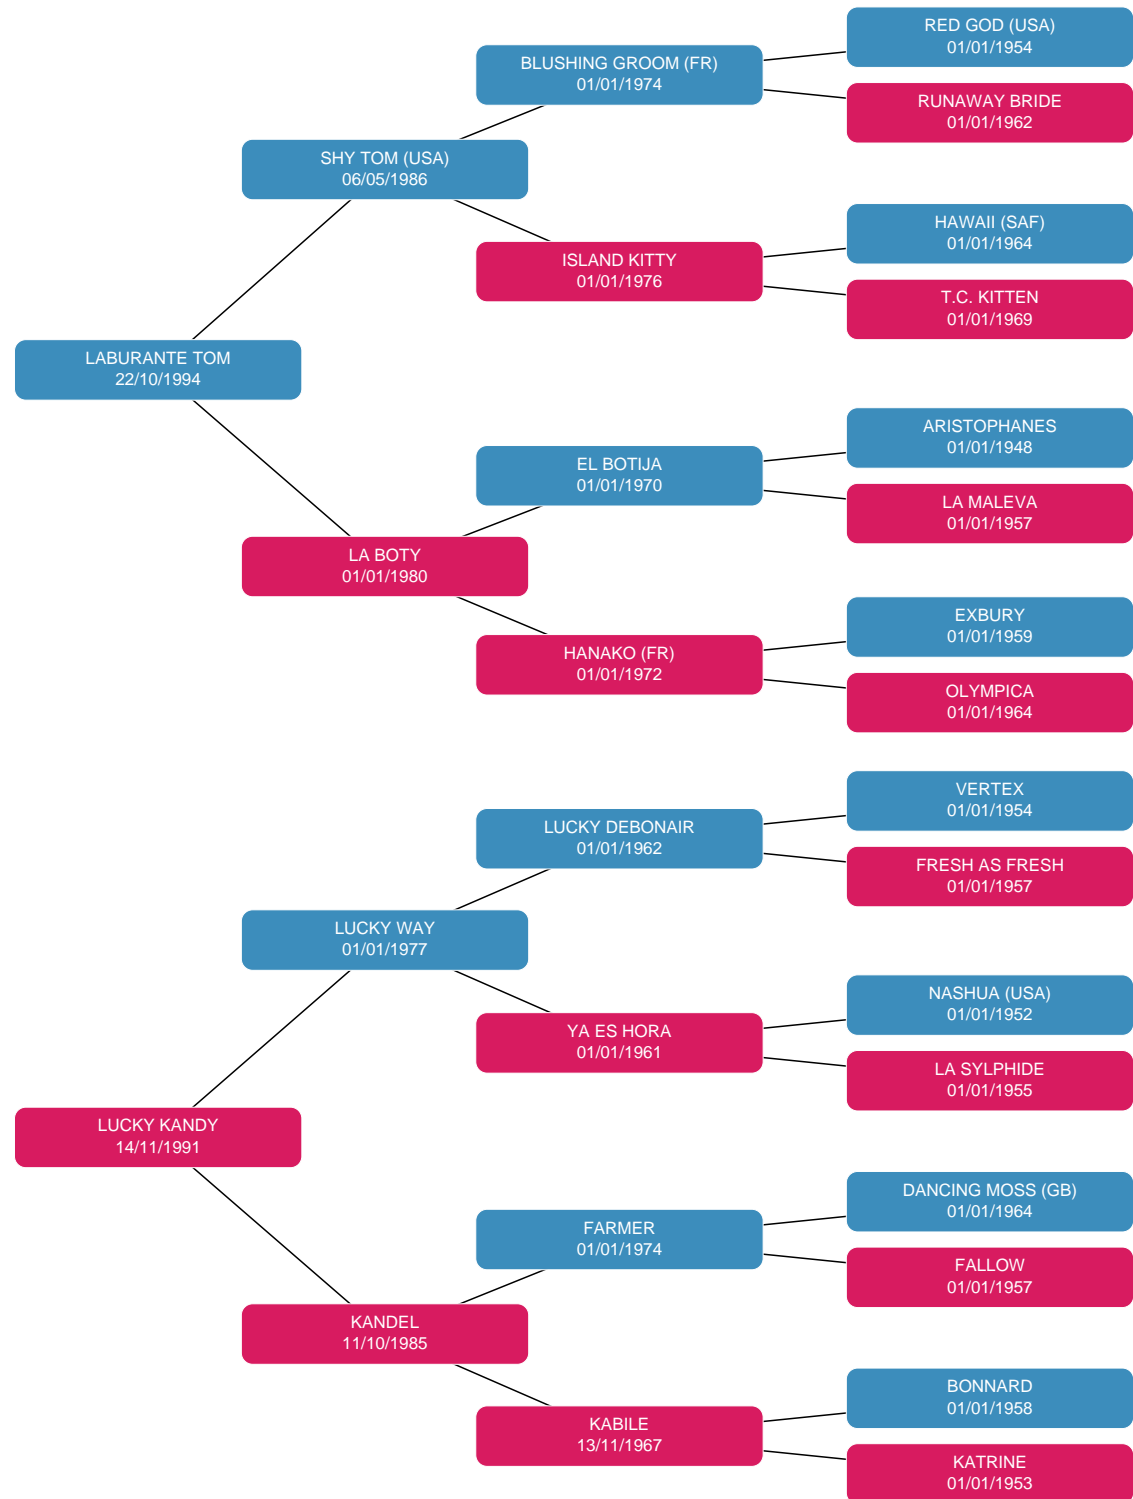 RED GOD (USA)
01/01/1954
BLUSHING GROOM (FR)
01/01/1974
RUNAWAY BRIDE
01/01/1962
SHY TOM (USA)
06/05/1986
HAWAII (SAF)
01/01/1964
ISLAND KITTY
01/01/1976
T.C. KITTEN
01/01/1969
LABURANTE TOM
22/10/1994
ARISTOPHANES
01/01/1948
EL BOTIJA
01/01/1970
LA MALEVA
01/01/1957
LA BOTY
01/01/1980
EXBURY
01/01/1959
HANAKO (FR)
01/01/1972
OLYMPICA
01/01/1964
VERTEX
01/01/1954
LUCKY DEBONAIR
01/01/1962
FRESH AS FRESH
01/01/1957
LUCKY WAY
01/01/1977
NASHUA (USA)
01/01/1952
YA ES HORA
01/01/1961
LA SYLPHIDE
01/01/1955
LUCKY KANDY
14/11/1991
DANCING MOSS (GB)
01/01/1964
FARMER
01/01/1974
FALLOW
01/01/1957
KANDEL
11/10/1985
BONNARD
01/01/1958
KABILE
13/11/1967
KATRINE
01/01/1953